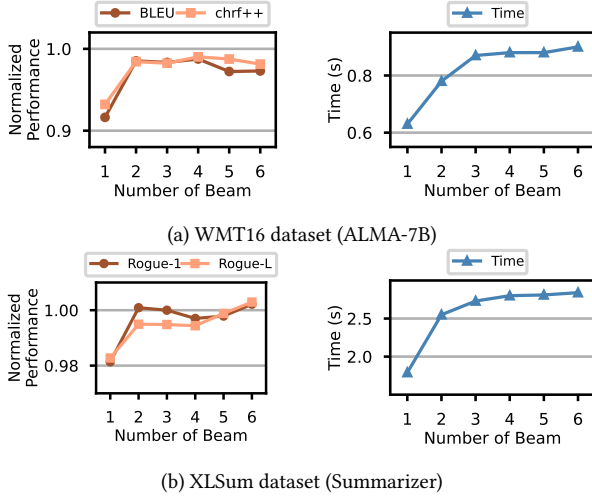 BLEU chrf++
Normalized
Performance
1.0
0.9
1 2 3 4 5 6
Number of Beam
Time
Time (s)
0.8
0.6
1 2 3 4 5 6
Number of Beam
(a) WMT16 dataset (ALMA-7B)
Rogue-1 Rogue-L
Normalized
Performance
1.00
0.98
1 2 3 4 5 6
Number of Beam
Time
Time (s)
2.5
2.0
1 2 3 4 5 6
Number of Beam
(b) XLSum dataset (Summarizer)